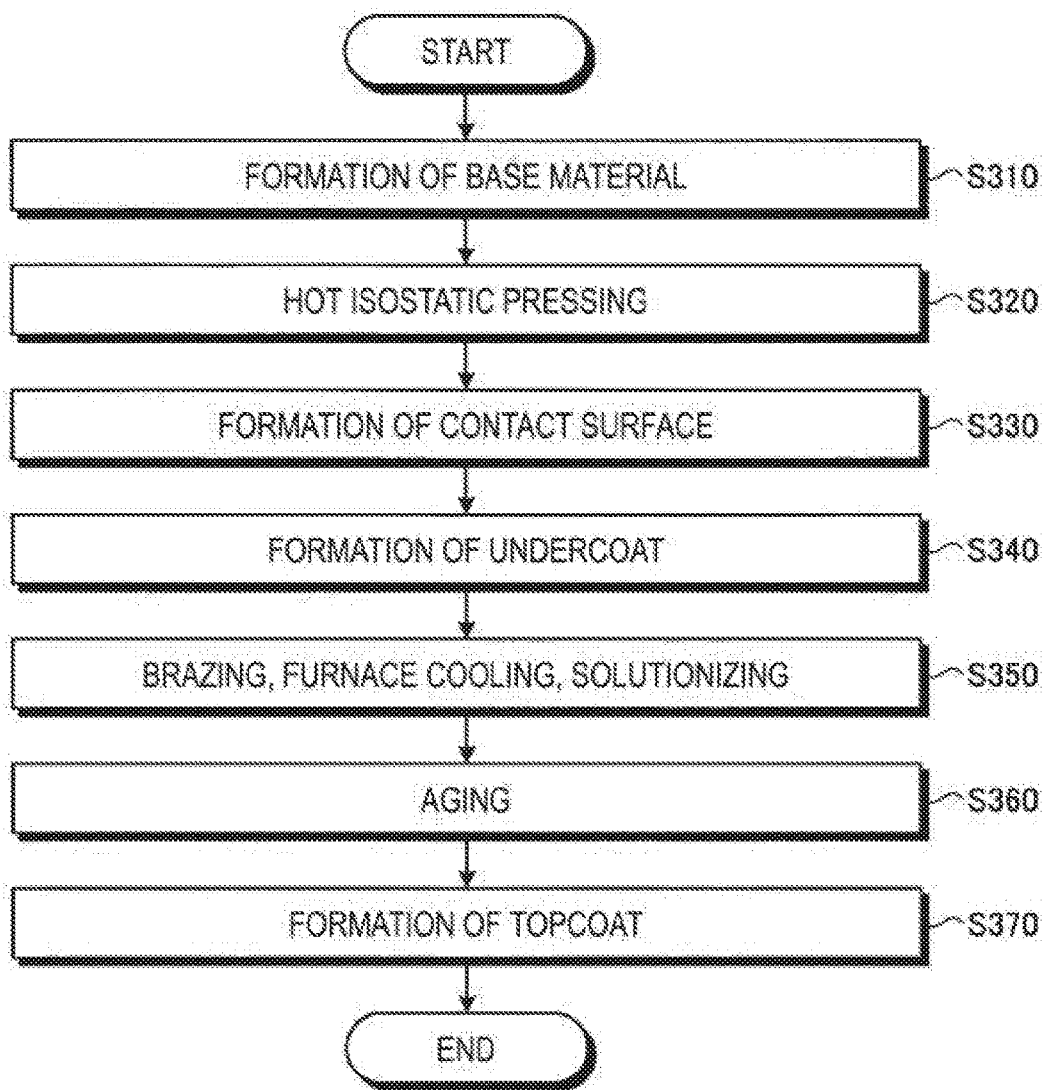 START
FORMATION OF BASE MATERIAL S310
HOT ISOSTATIC PRESSING S320
FORMATION OF CONTACT SURFACE S330
FORMATION OF UNDERCOAT S340
BRAZING, FURNACE COOLING, SOLUTIONIZING S350
AGING S360
FORMATION OF TOPCOAT S370
END